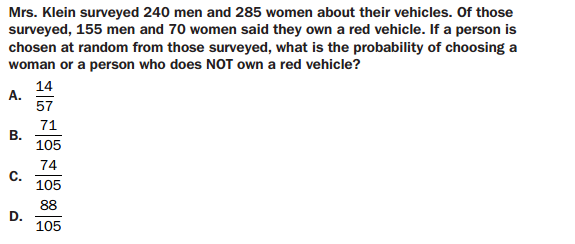 Mrs. Klein surveyed 240 men and 285 women about their vehicles. Of those
surveyed, 155 men and 70 women said they own a red vehicle. If a person is
chosen at random from those surveyed, what is the probability of choosing a
woman or a person who does NOT own a red vehicle?
A. 14/57
B. 71/105
C. 74/105
D. 88/105